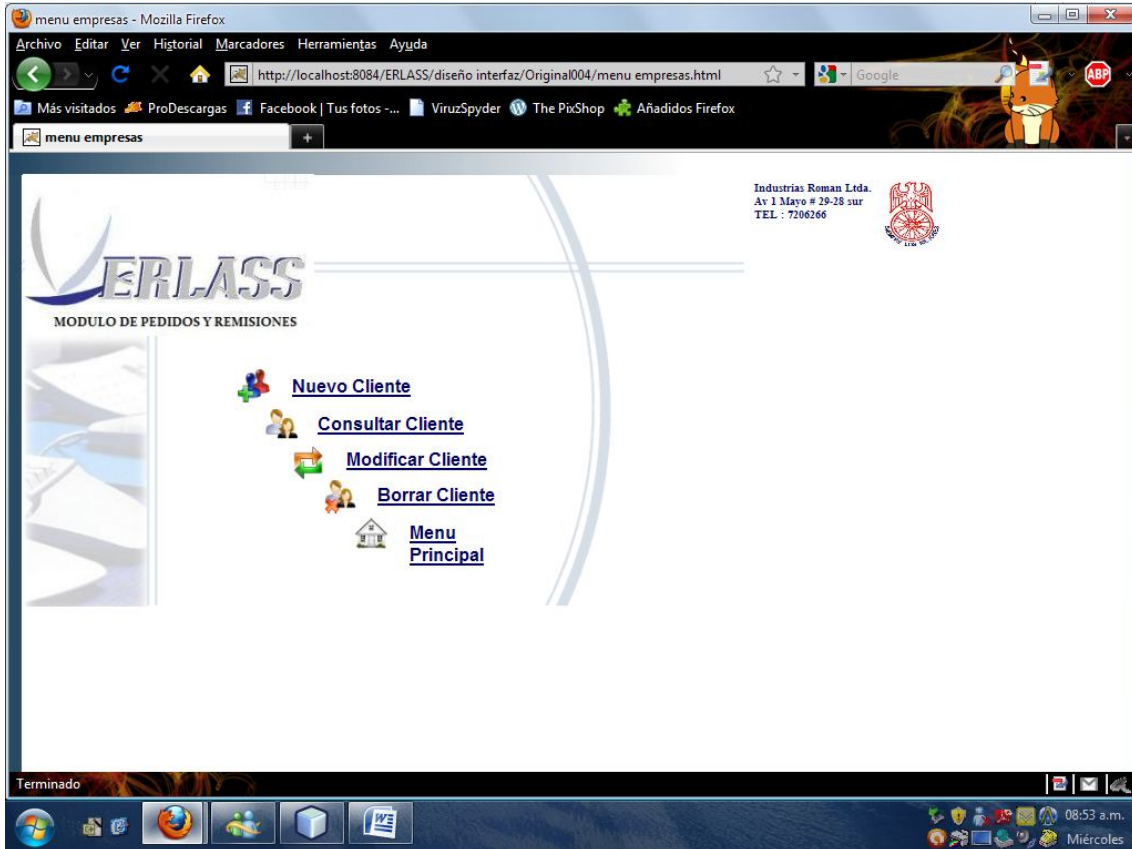 menu empresas - Mozilla Firefox
Archivo Editar Ver Historial Marcadores Herramientas Ayuda
http://localhost:8084/ERLASS/diseño interfaz/Original004/menu empresas.html
Google
ABP
Más visitados ProDescargas Facebook | Tus fotos -... ViruzSpyder The PixShop Añadidos Firefox
menu empresas
Industrias Roman Ltda.
Av 1 Mayo # 29-28 sur
TEL : 7206266
ERLASS
MODULO DE PEDIDOS Y REMISIONES
Nuevo Cliente
Consultar Cliente
Modificar Cliente
Borrar Cliente
Menu
Principal
Terminado
08:53 a.m.
Miércoles